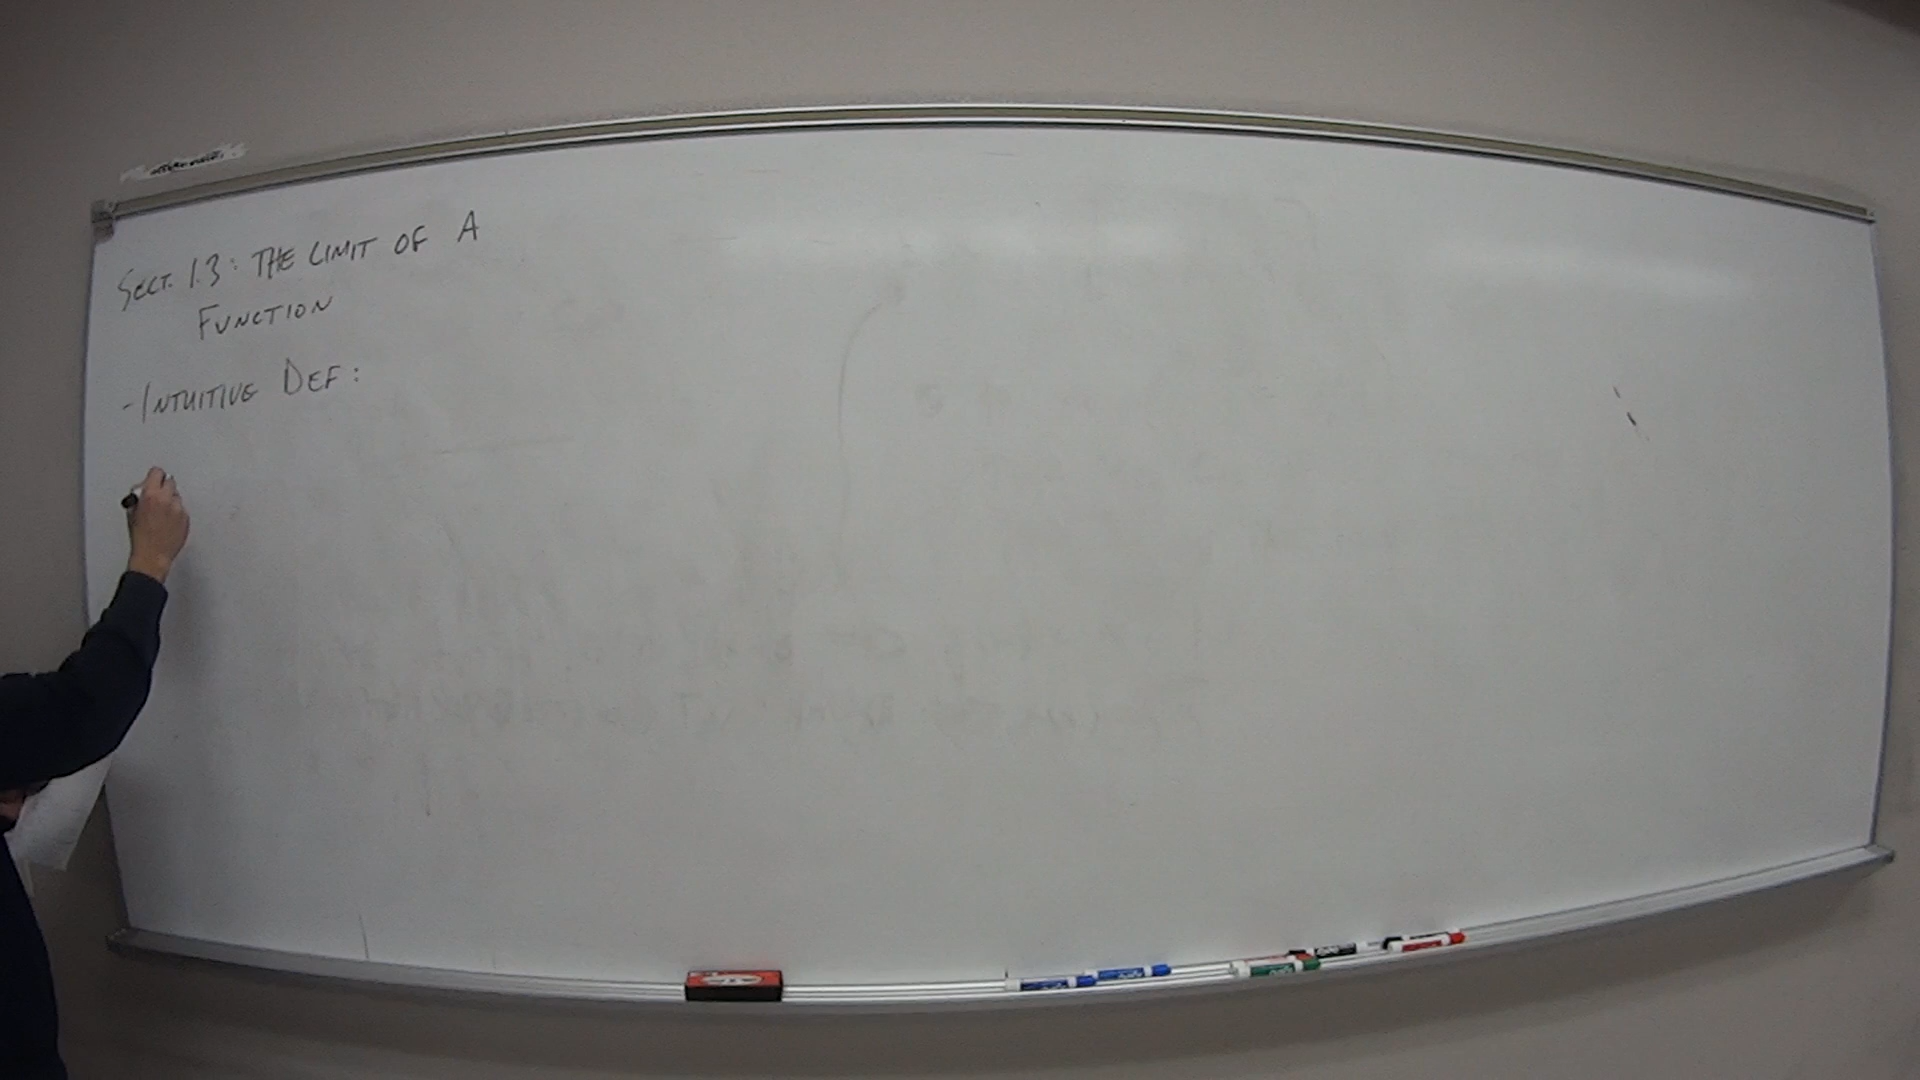 SECT. 1.3: THE LIMIT OF A
FUNCTION
- INTUITIVE DEF: